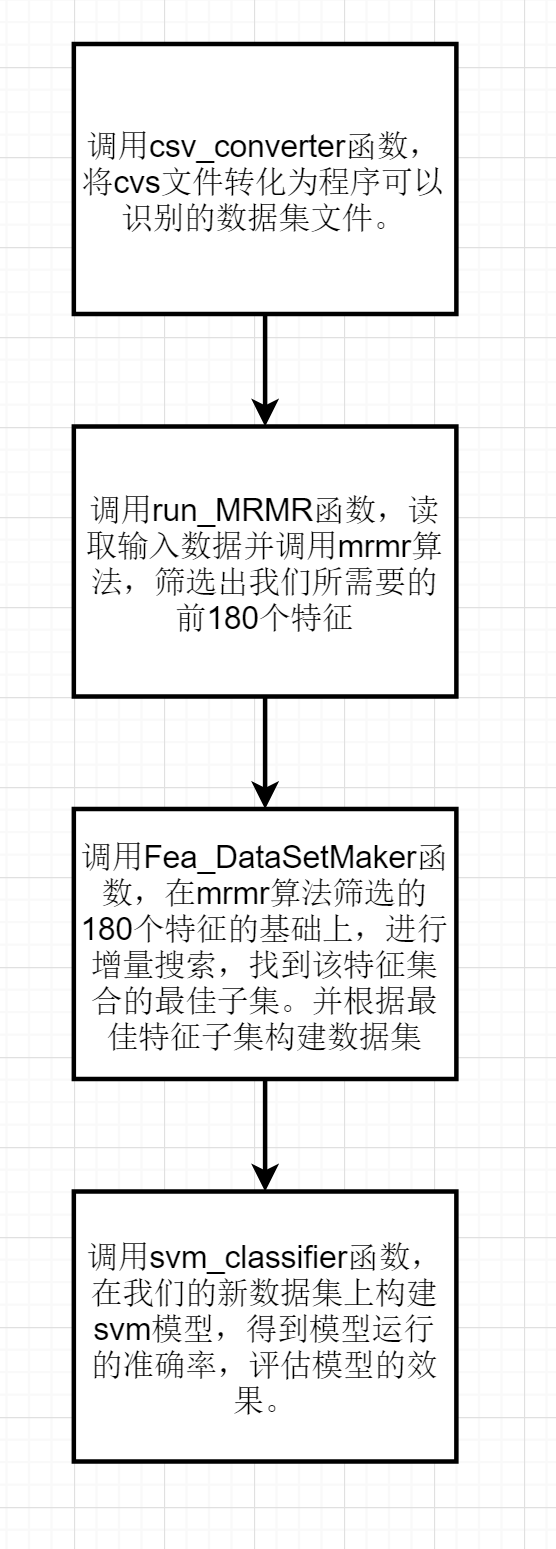 调用csv_converter函数，
将cvs文件转化为程序可以
识别的数据集文件。
调用run_MRMR函数，读
取输入数据并调用mrmr算
法，筛选出我们所需要的
前180个特征
调用Fea_DataSetMaker函
数，在mrmr算法筛选的
180个特征的基础上，进行
增量搜索，找到该特征集
合的最佳子集。并根据最
佳特征子集构建数据集
调用svm_classifier函数，
在我们的新数据集上构建
svm模型，得到模型运行
的准确率，评估模型的效
果。